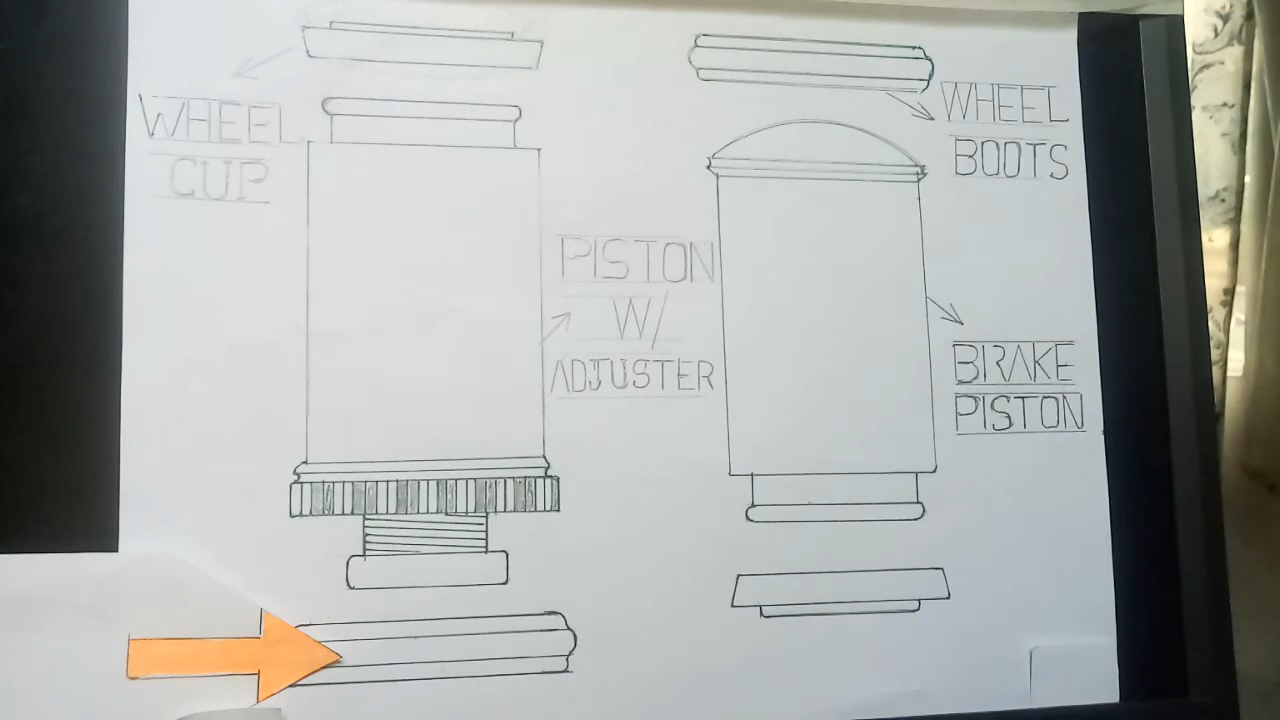 WHEEL
CUP
PISTON
W/
ADJUSTER
WHEEL
BOOTS
BRAKE
PISTON